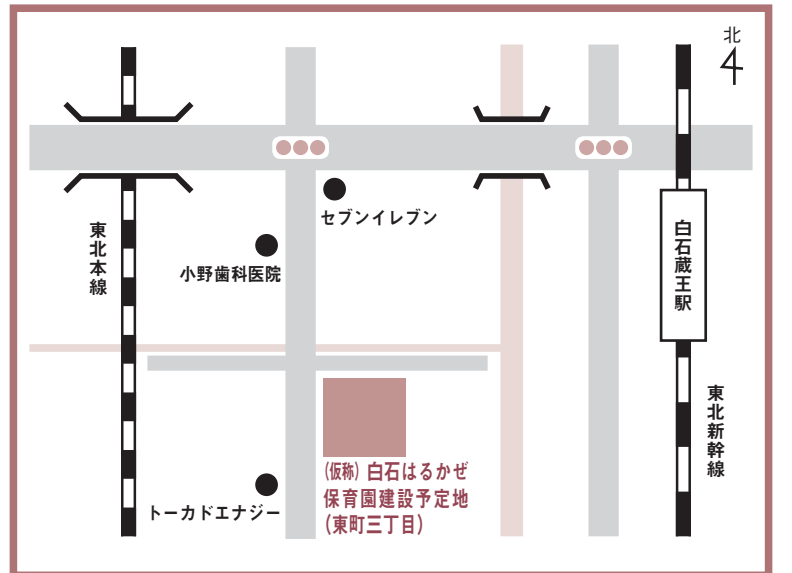 北
セブンイレブン
小野歯科医院
東北本線
白石蔵王駅
東北新幹線
(仮称) 白石はるかぜ
保育園建設予定地
(東町三丁目)
トーカドエナジー